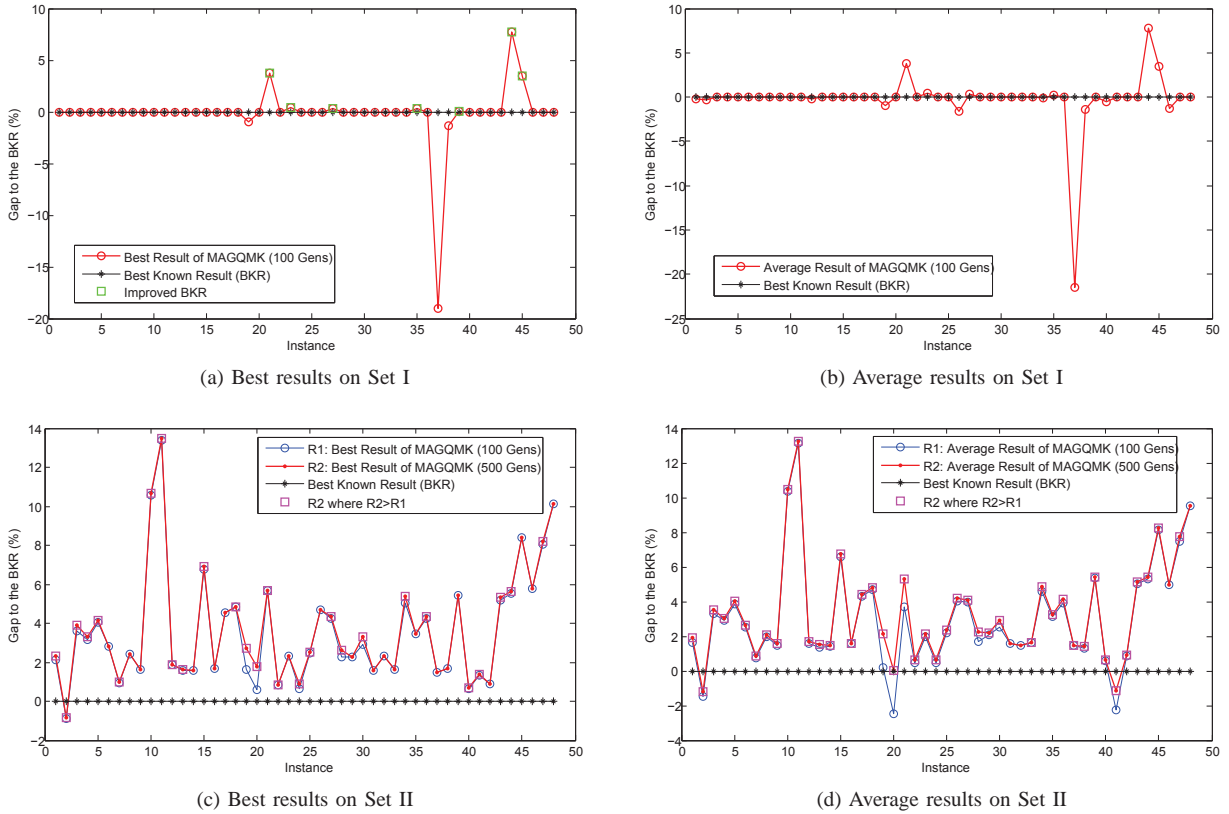 10
5
0
−5
−10
−15
−20
Gap to the BKR (%)
Best Result of MAGQMK (100 Gens)
Best Known Result (BKR)
Improved BKR
0 5 10 15 20 25 30 35 40 45 50
Instance
(a) Best results on Set I
10
5
0
−5
−10
−15
−20
−25
Gap to the BKR (%)
Average Result of MAGQMK (100 Gens)
Best Known Result (BKR)
0 5 10 15 20 25 30 35 40 45 50
Instance
(b) Average results on Set I
14
12
10
8
6
4
2
0
−2
Gap to the BKR (%)
R1: Best Result of MAGQMK (100 Gens)
R2: Best Result of MAGQMK (500 Gens)
Best Known Result (BKR)
R2 where R2>R1
0 5 10 15 20 25 30 35 40 45 50
Instance
(c) Best results on Set II
14
12
10
8
6
4
2
0
−2
−4
Gap to the BKR (%)
R1: Average Result of MAGQMK (100 Gens)
R2: Average Result of MAGQMK (500 Gens)
Best Known Result (BKR)
R2 where R2>R1
0 5 10 15 20 25 30 35 40 45 50
Instance
(d) Average results on Set II